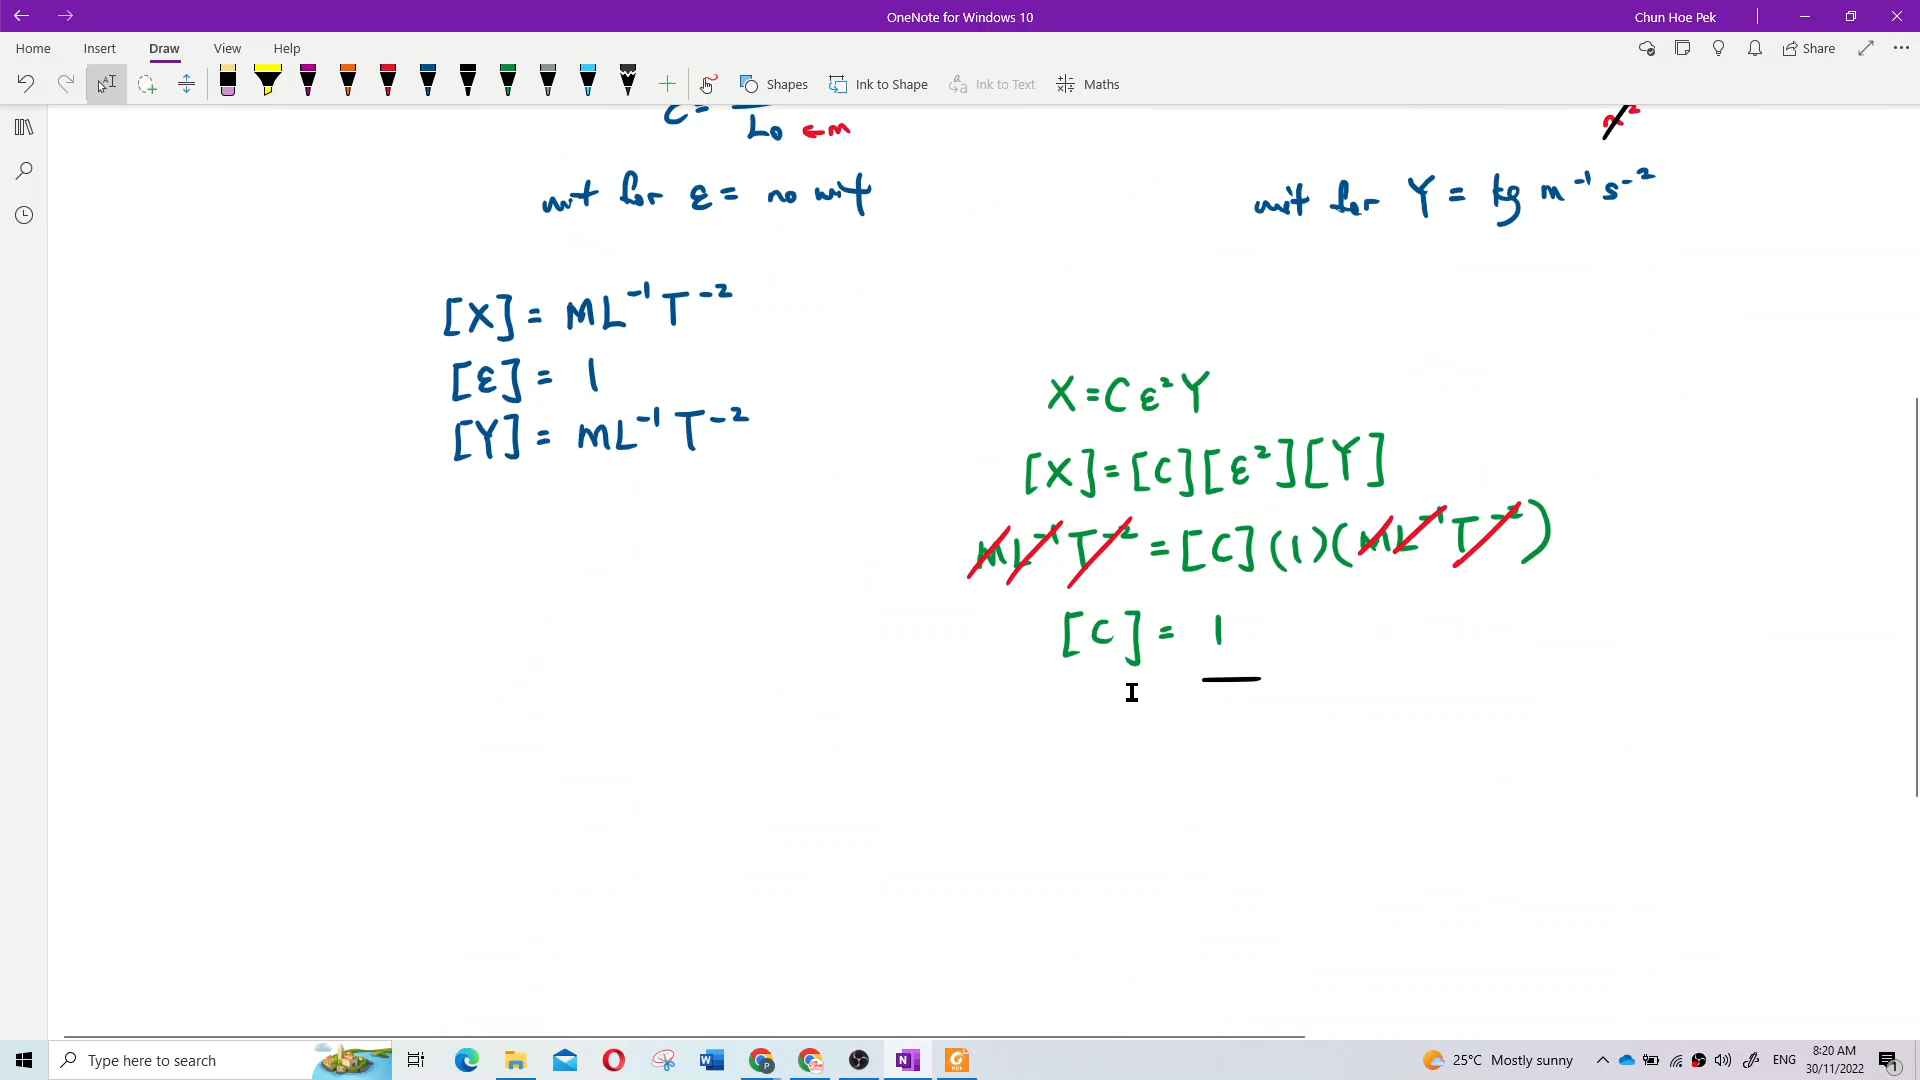 OneNote for Windows 10
Chun Hoe Pek
Home Insert Draw View Help
Share
Shapes Ink to Shape Ink to Text Maths
L₀ ← m
unit for ε = no unit
unit for Y = kg m⁻¹ s⁻²
[X] = ML⁻¹T⁻²
[ε] = 1
[Y] = ML⁻¹T⁻²
X = C ε² Y
[X] = [C][ε²][Y]
ML⁻¹T⁻² = [C](1)(ML⁻¹T⁻²)
[C] = 1
Type here to search
25°C Mostly sunny
ENG
8:20 AM
30/11/2022
1